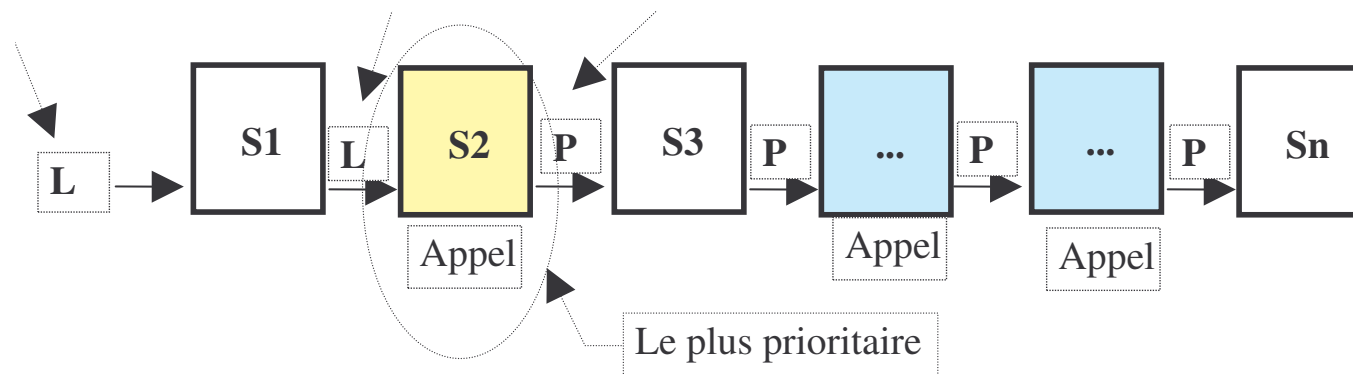 L S1 L S2 P S3 P ... P ... P Sn
Appel Appel Appel
Le plus prioritaire